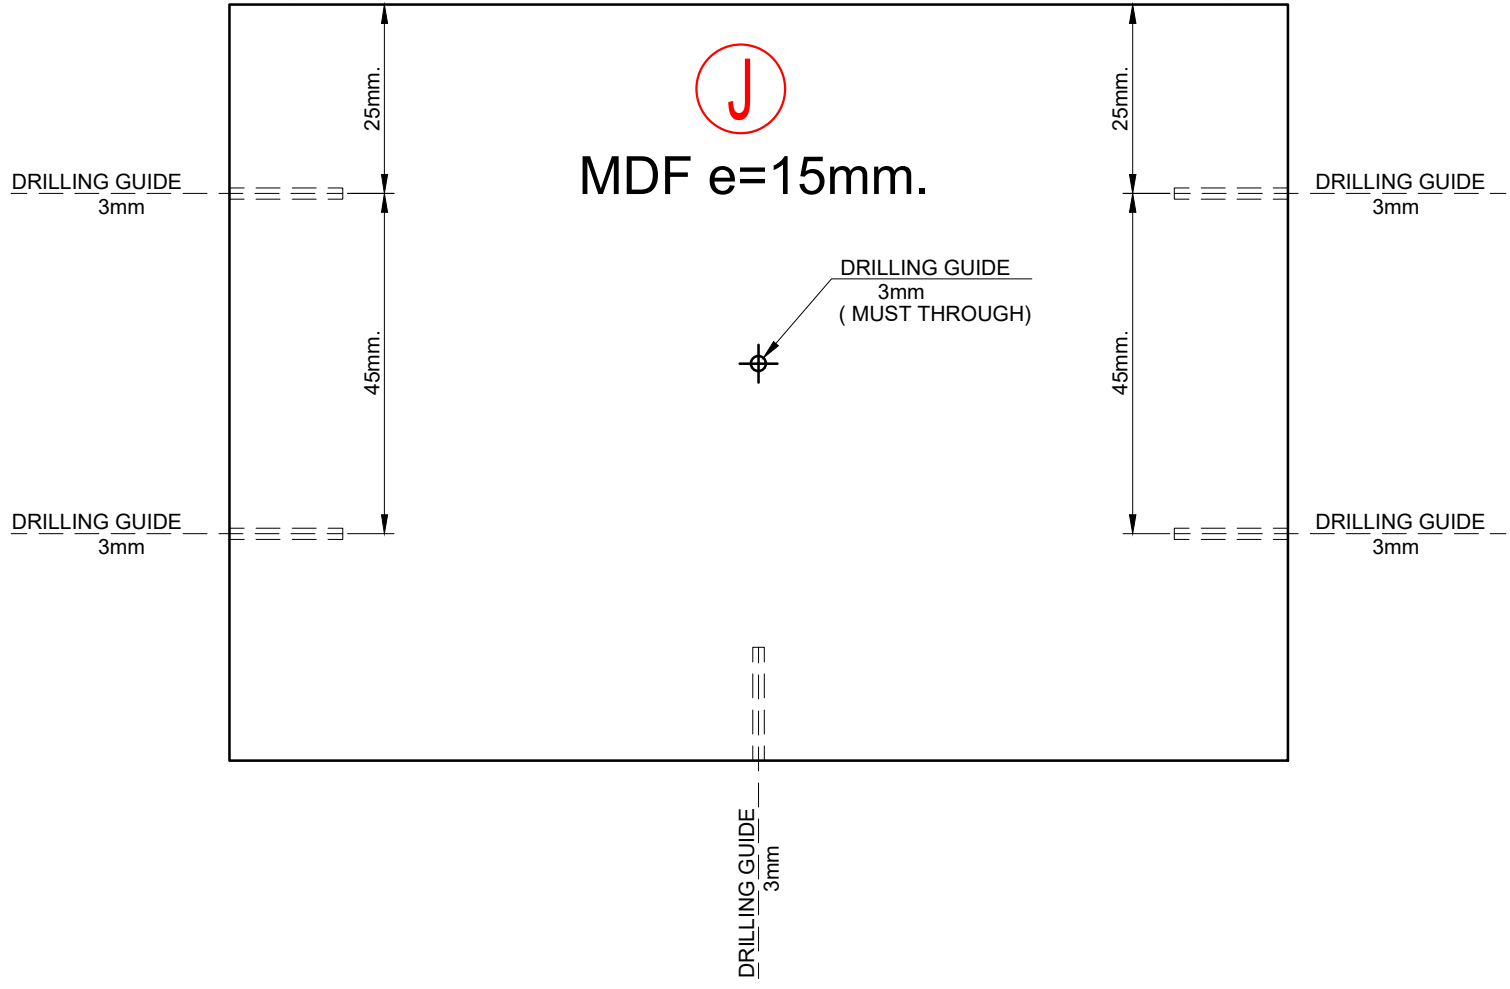 25mm.
25mm.
J
MDF e=15mm.
DRILLING GUIDE
3mm
DRILLING GUIDE
3mm
DRILLING GUIDE
3mm
( MUST THROUGH)
45mm.
45mm.
DRILLING GUIDE
3mm
DRILLING GUIDE
3mm
DRILLING GUIDE
3mm